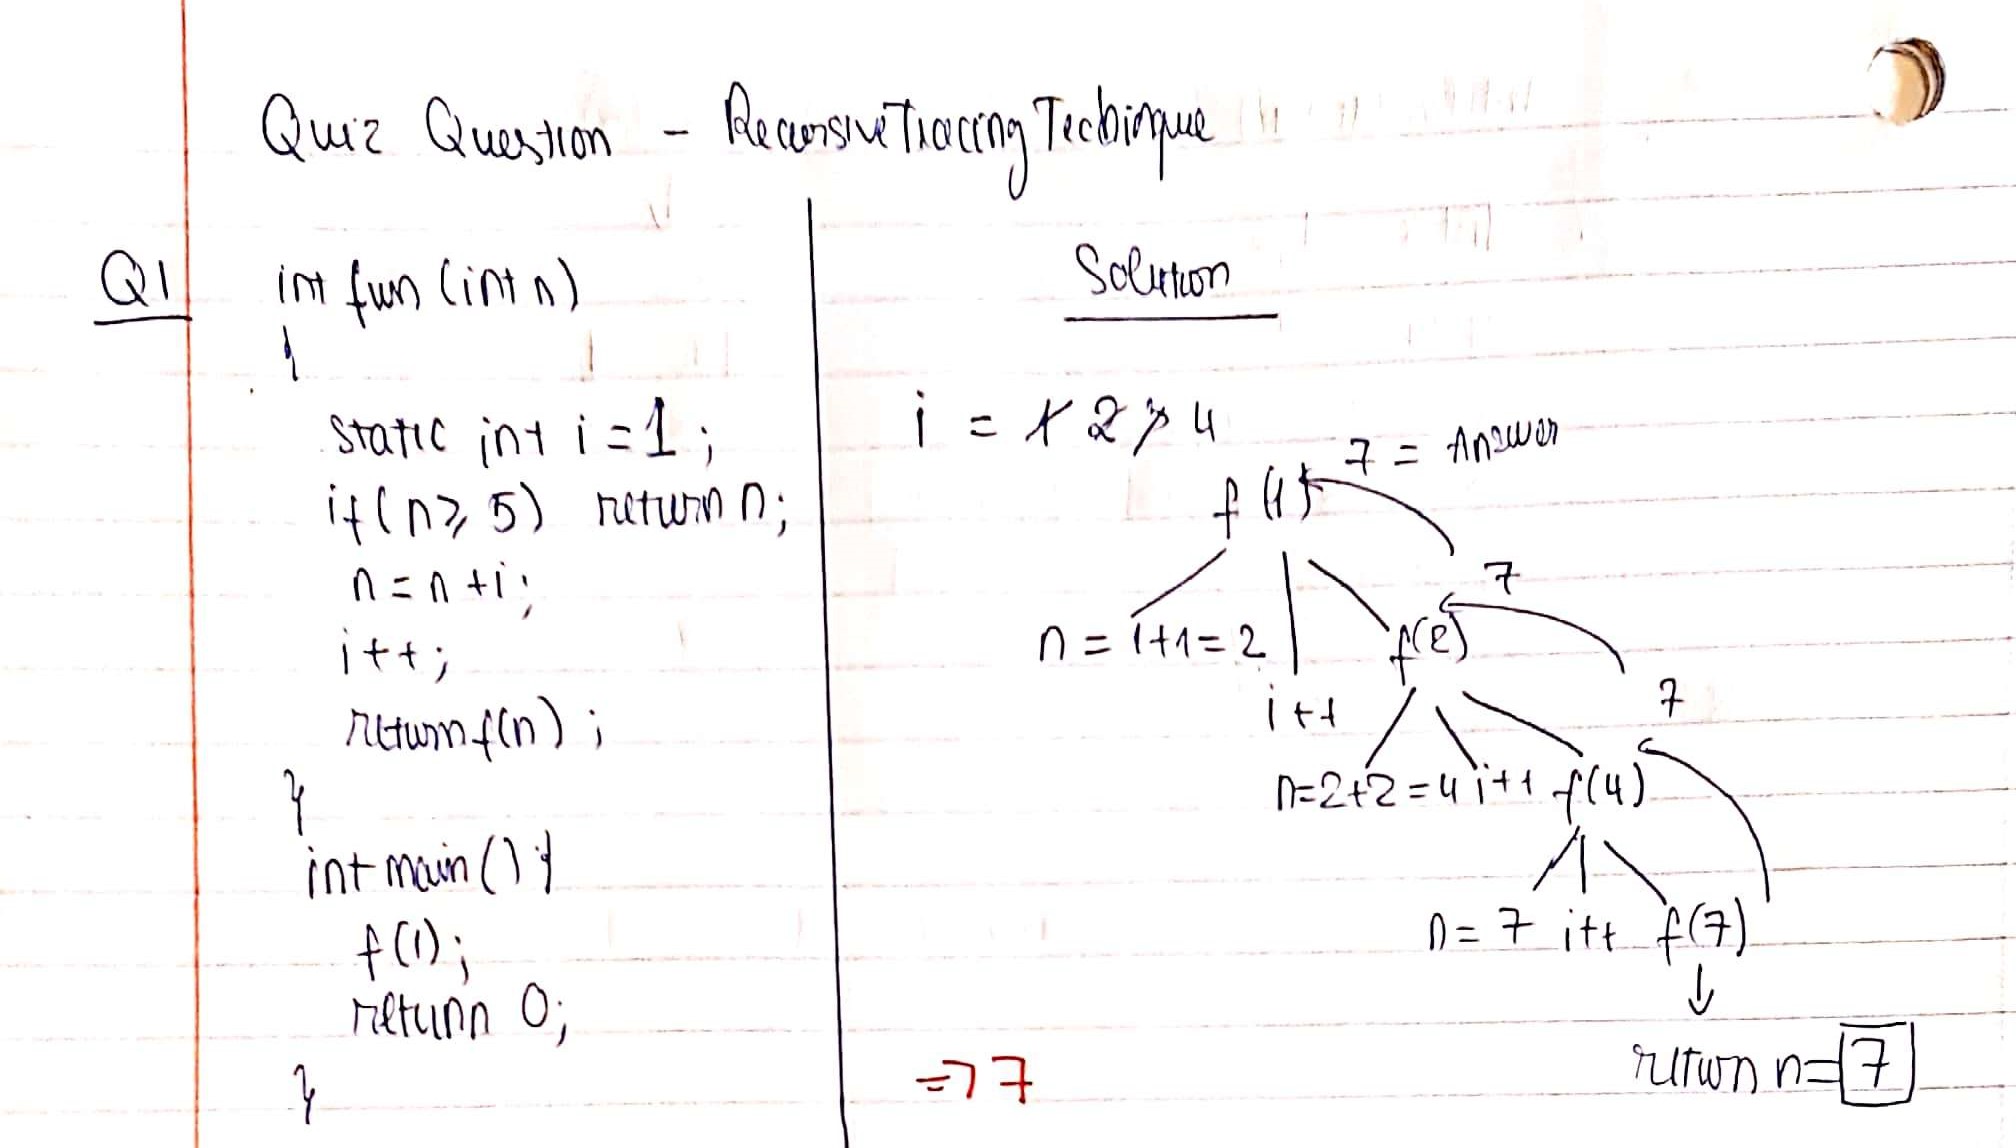 Quiz Question - Recursive Tracing Techinque
Q1
int fun (int n)
{
static int i = 1;
if(n ≥ 5) return n;
n = n + i;
i++;
return f(n);
}
int main() {
f(1);
return 0;
}
Solution
i = 1 2 3 4
7 = Answer
f(1)
7
n = 1+1=2
f(2)
i++
7
n=2+2=4 i++ f(4)
n= 7 i++ f(7)
↓
return n= 7
=> 7